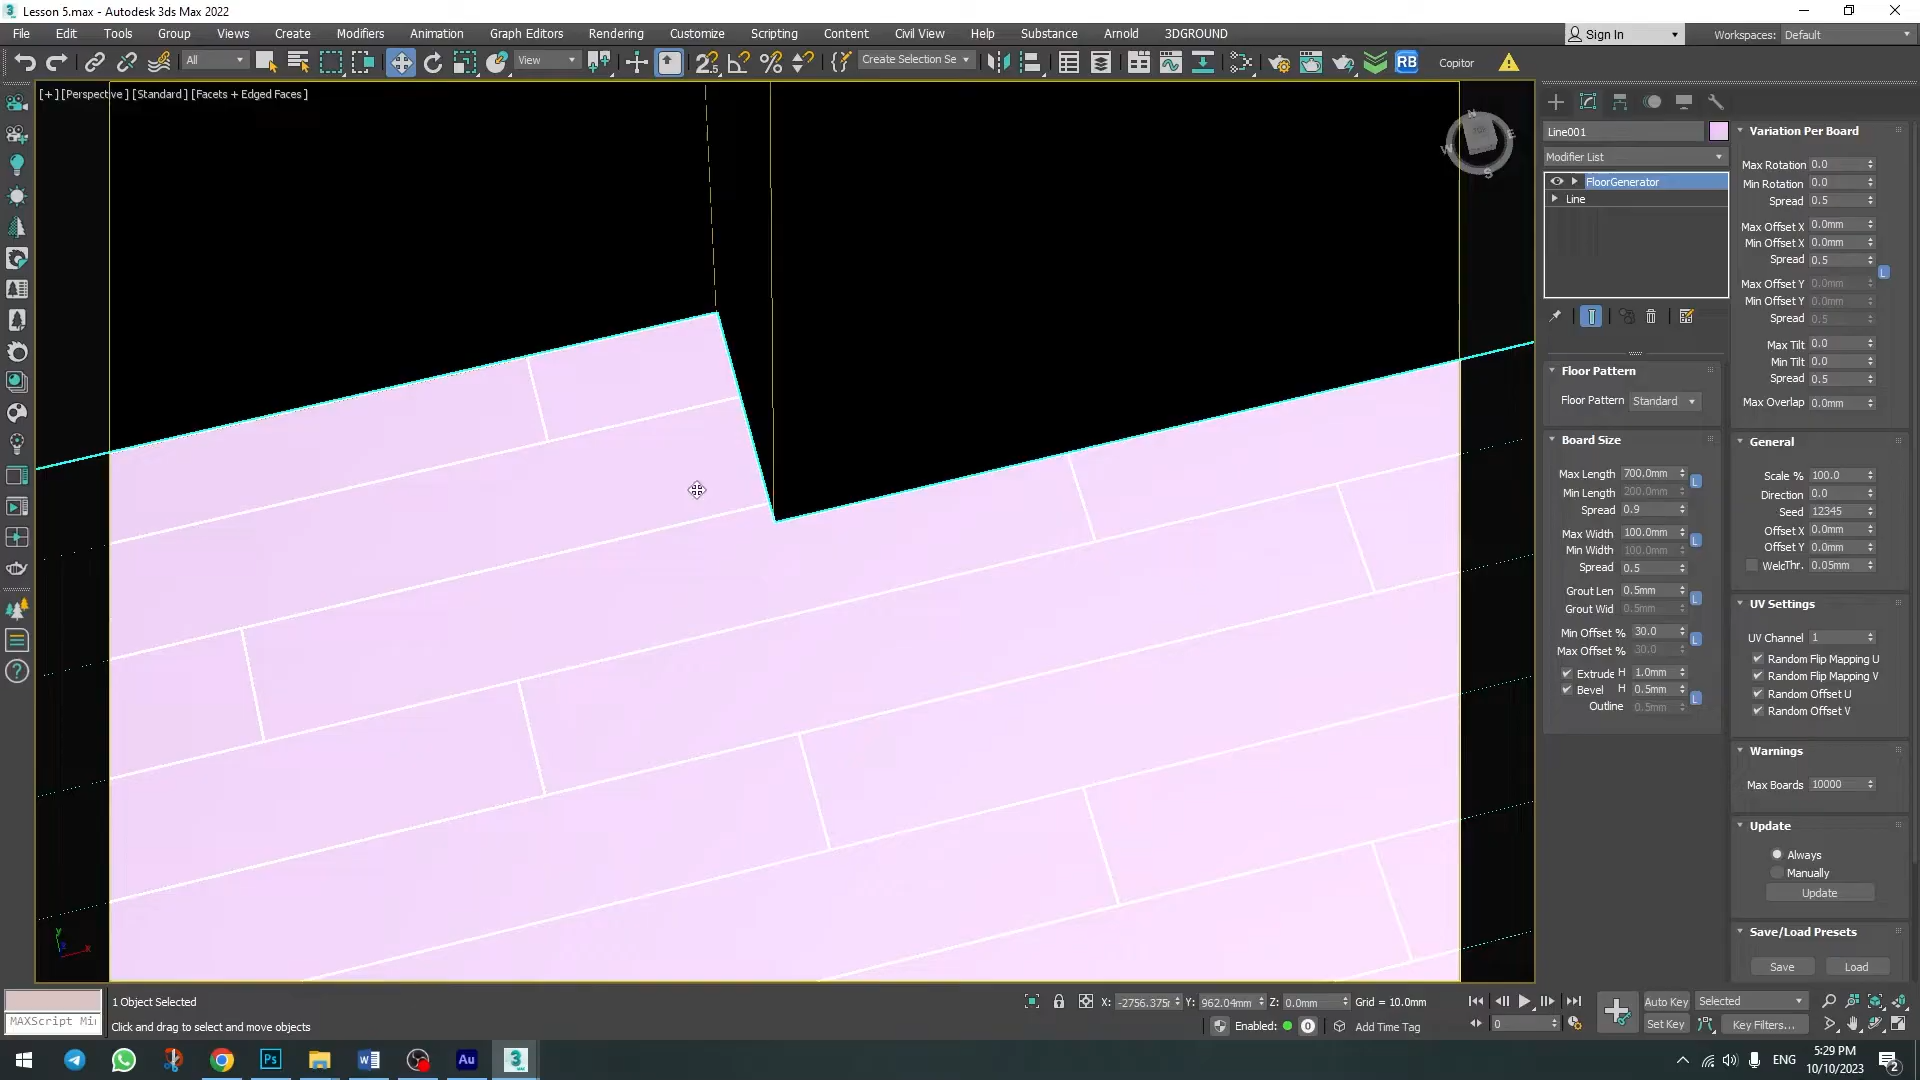 Lesson 5.max - Autodesk 3ds Max 2022
File Edit Tools Group Views Create Modifiers Animation Graph Editors Rendering Customize Scripting Content Civil View Help Substance Arnold 3DGROUND
Sign In
Workspaces: Default
All
View
Create Selection Se
RB
Copitor
[+] [Perspective] [Standard] [Facets + Edged Faces]
N
E
S
W
Line001
Modifier List
FloorGenerator
Line
Floor Pattern
Floor Pattern Standard
Board Size
Max Length 700.0mm
L
Min Length 200.0mm
Spread 0.9
Max Width 100.0mm
L
Min Width 100.0mm
Spread 0.5
Grout Len 0.5mm
L
Grout Wid 0.5mm
Min Offset % 30.0
L
Max Offset % 30.0
Extrude H 1.0mm
Bevel H 0.5mm
L
Outline 0.5mm
Variation Per Board
Max Rotation 0.0
Min Rotation 0.0
Spread 0.5
Max Offset X 0.0mm
Min Offset X 0.0mm
Spread 0.5
L
Max Offset Y 0.0mm
Min Offset Y 0.0mm
Spread 0.5
Max Tilt 0.0
Min Tilt 0.0
Spread 0.5
Max Overlap 0.0mm
General
Scale % 100.0
Direction 0.0
Seed 12345
Offset X 0.0mm
Offset Y 0.0mm
WelcThr. 0.05mm
UV Settings
UV Channel 1
Random Flip Mapping U
Random Flip Mapping V
Random Offset U
Random Offset V
Warnings
Max Boards 10000
Update
Always
Manually
Update
Save/Load Presets
Save Load
y
x
1 Object Selected
MAXScript Mi
Click and drag to select and move objects
X: -2756.375r Y: 962.04mm Z: 0.0mm Grid = 10.0mm
Enabled: 0 Add Time Tag
0
Auto Key Selected
Set Key Key Filters...
Ps
Au
3
ENG
5:29 PM
10/10/2023
2